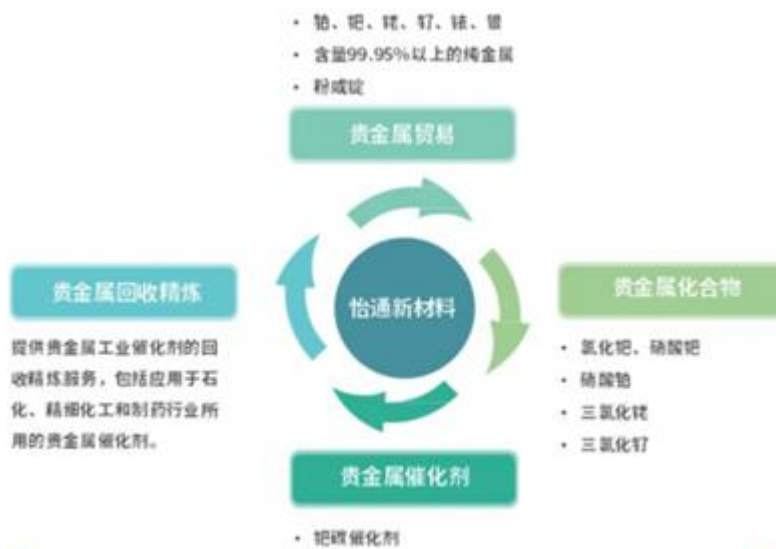 • 铂、钯、铑、钌、铱、银
• 含量99.95%以上的纯金属
• 粉或锭
贵金属贸易
贵金属回收精炼
提供贵金属工业催化剂的回
收精炼服务，包括应用于石
化、精细化工和制药行业所
用的贵金属催化剂。
怡通新材料
贵金属化合物
• 氯化钯、硝酸钯
• 硝酸铂
• 三氯化铑
• 三氯化钌
贵金属催化剂
• 钯碳催化剂